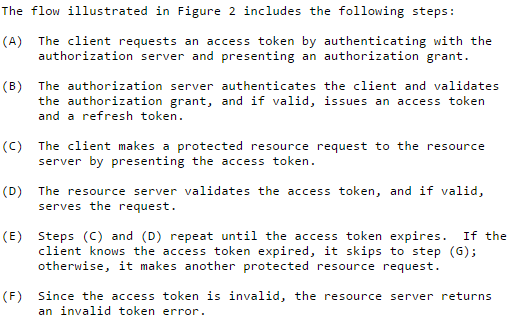 The flow illustrated in Figure 2 includes the following steps:
(A) The client requests an access token by authenticating with the
authorization server and presenting an authorization grant.
(B) The authorization server authenticates the client and validates
the authorization grant, and if valid, issues an access token
and a refresh token.
(C) The client makes a protected resource request to the resource
server by presenting the access token.
(D) The resource server validates the access token, and if valid,
serves the request.
(E) Steps (C) and (D) repeat until the access token expires. If the
client knows the access token expired, it skips to step (G);
otherwise, it makes another protected resource request.
(F) Since the access token is invalid, the resource server returns
an invalid token error.